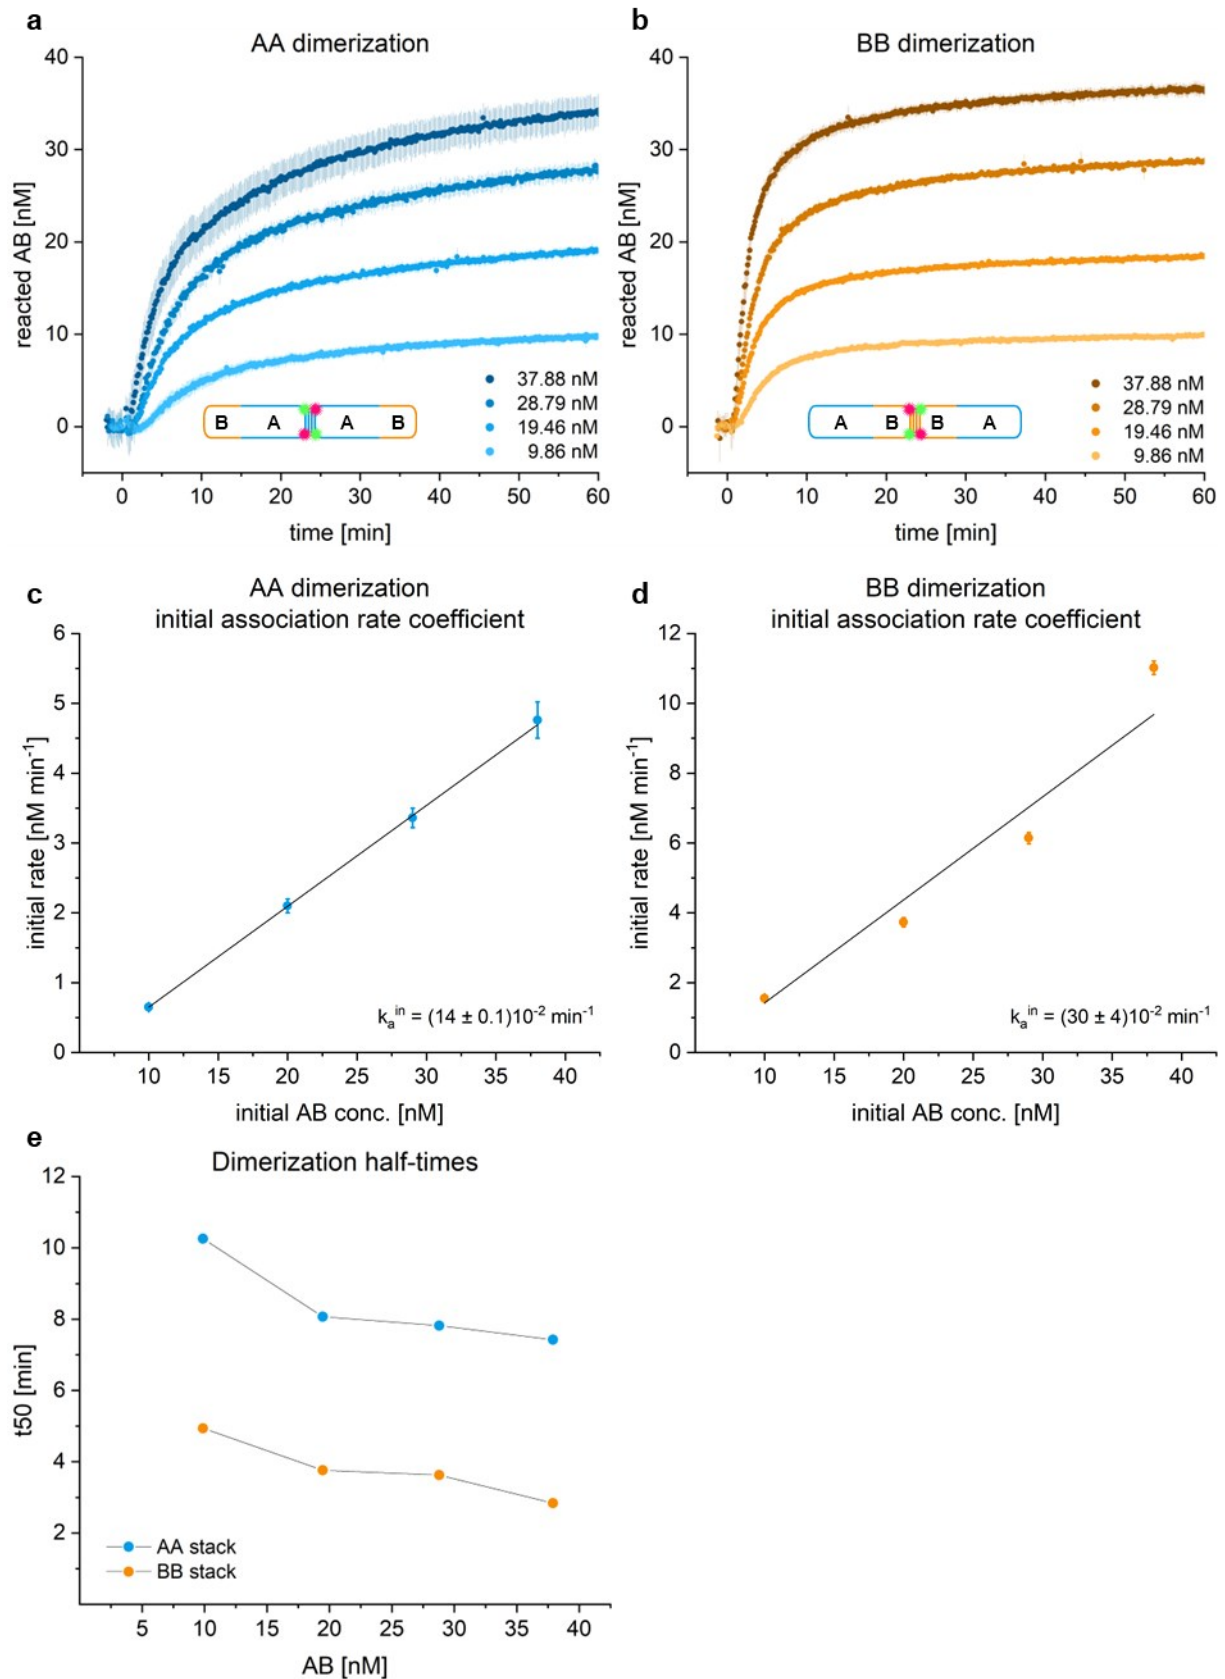 a
AA dimerization
reacted AB [nM]
40
30
20
10
0
B A A B
37.88 nM
28.79 nM
19.46 nM
9.86 nM
0 10 20 30 40 50 60
time [min]
b
BB dimerization
reacted AB [nM]
40
30
20
10
0
A B B A
37.88 nM
28.79 nM
19.46 nM
9.86 nM
0 10 20 30 40 50 60
time [min]
c
AA dimerization
initial association rate coefficient
initial rate [nM min⁻¹]
6
5
4
3
2
1
0
kₐⁱⁿ = (14 ± 0.1)10⁻² min⁻¹
10 15 20 25 30 35 40
initial AB conc. [nM]
d
BB dimerization
initial association rate coefficient
initial rate [nM min⁻¹]
12
10
8
6
4
2
0
kₐⁱⁿ = (30 ± 4)10⁻² min⁻¹
10 15 20 25 30 35 40
initial AB conc. [nM]
e
Dimerization half-times
t50 [min]
12
10
8
6
4
2
AA stack
BB stack
5 10 15 20 25 30 35 40
AB [nM]